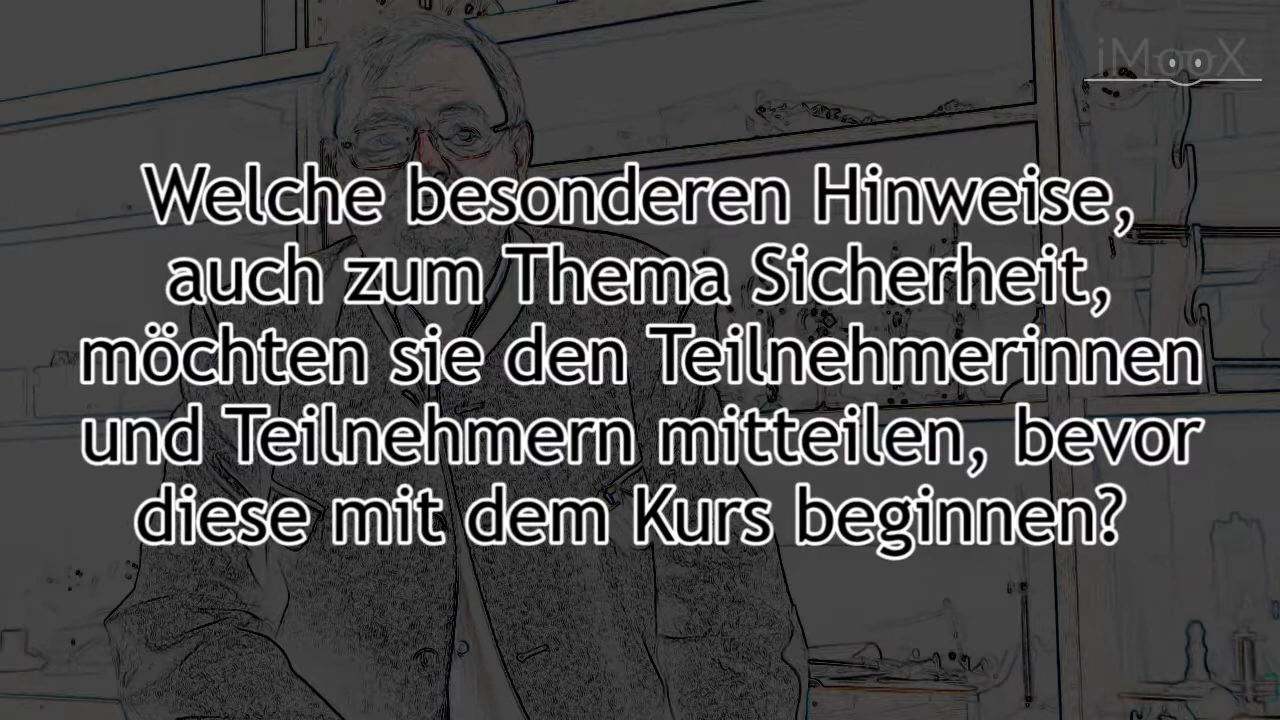 iMooX
Welche besonderen Hinweise,
auch zum Thema Sicherheit,
möchten sie den Teilnehmerinnen
und Teilnehmern mitteilen, bevor
diese mit dem Kurs beginnen?